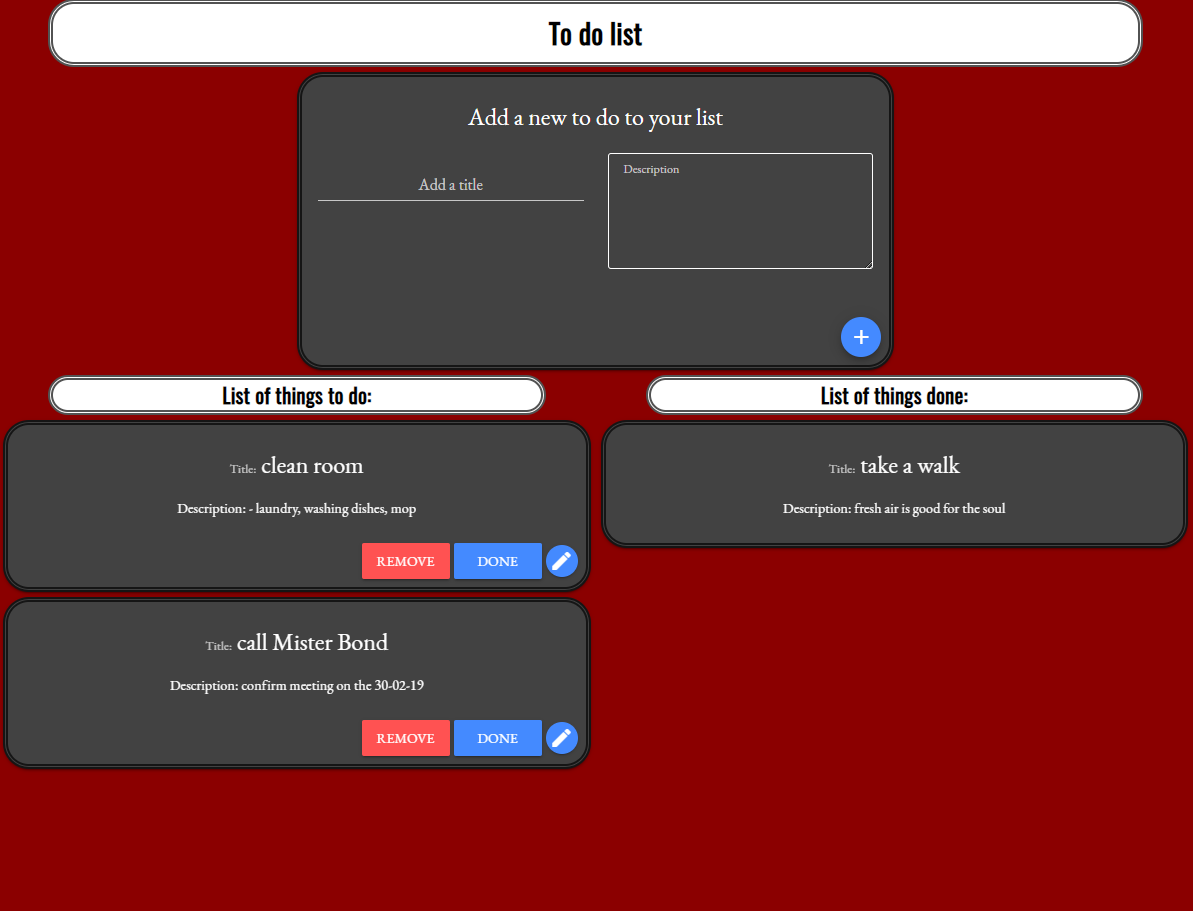 To do list
Add a new to do to your list
Add a title
Description
List of things to do:
Title: clean room
Description: - laundry, washing dishes, mop
REMOVE DONE
Title: call Mister Bond
Description: confirm meeting on the 30-02-19
REMOVE DONE
List of things done:
Title: take a walk
Description: fresh air is good for the soul